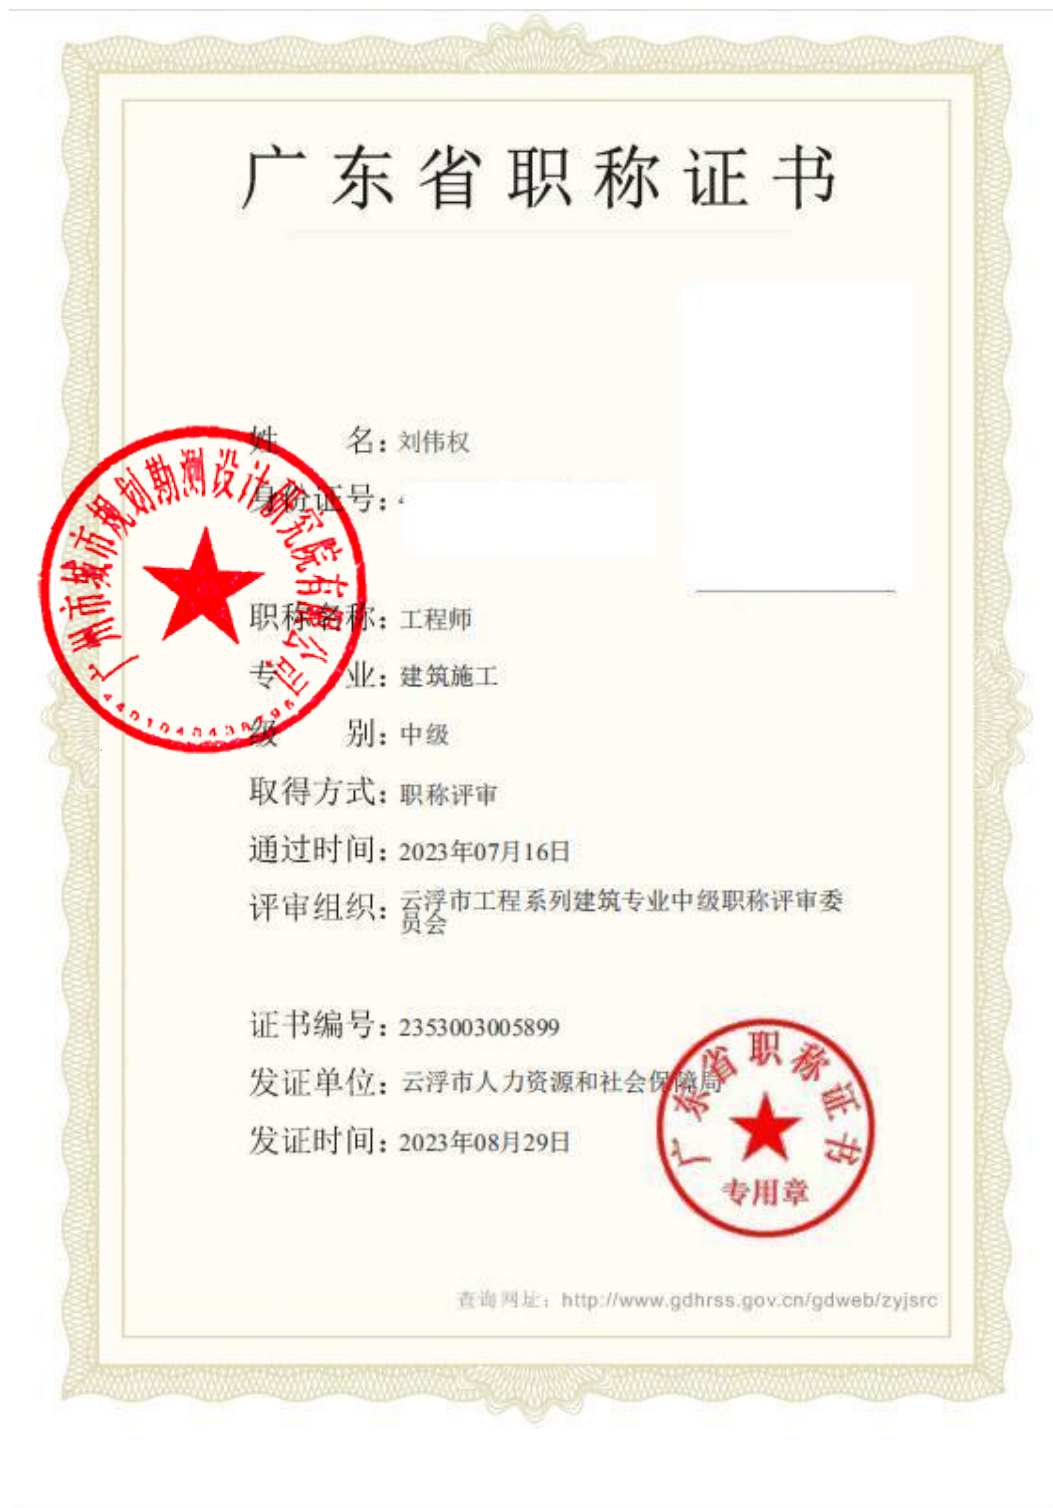 广东省职称证书
姓 名：刘伟权
身份证号：
职称名称：工程师
专 业：建筑施工
级 别：中级
取得方式：职称评审
通过时间：2023年07月16日
评审组织：云浮市工程系列建筑专业中级职称评审委
员会
证书编号：2353003005899
发证单位：云浮市人力资源和社会保障局
发证时间：2023年08月29日
广州市城市规划勘测设计研究院有限公司
广东省职称证书
专用章
查询网址：http://www.gdhrss.gov.cn/gdweb/zyjsrc